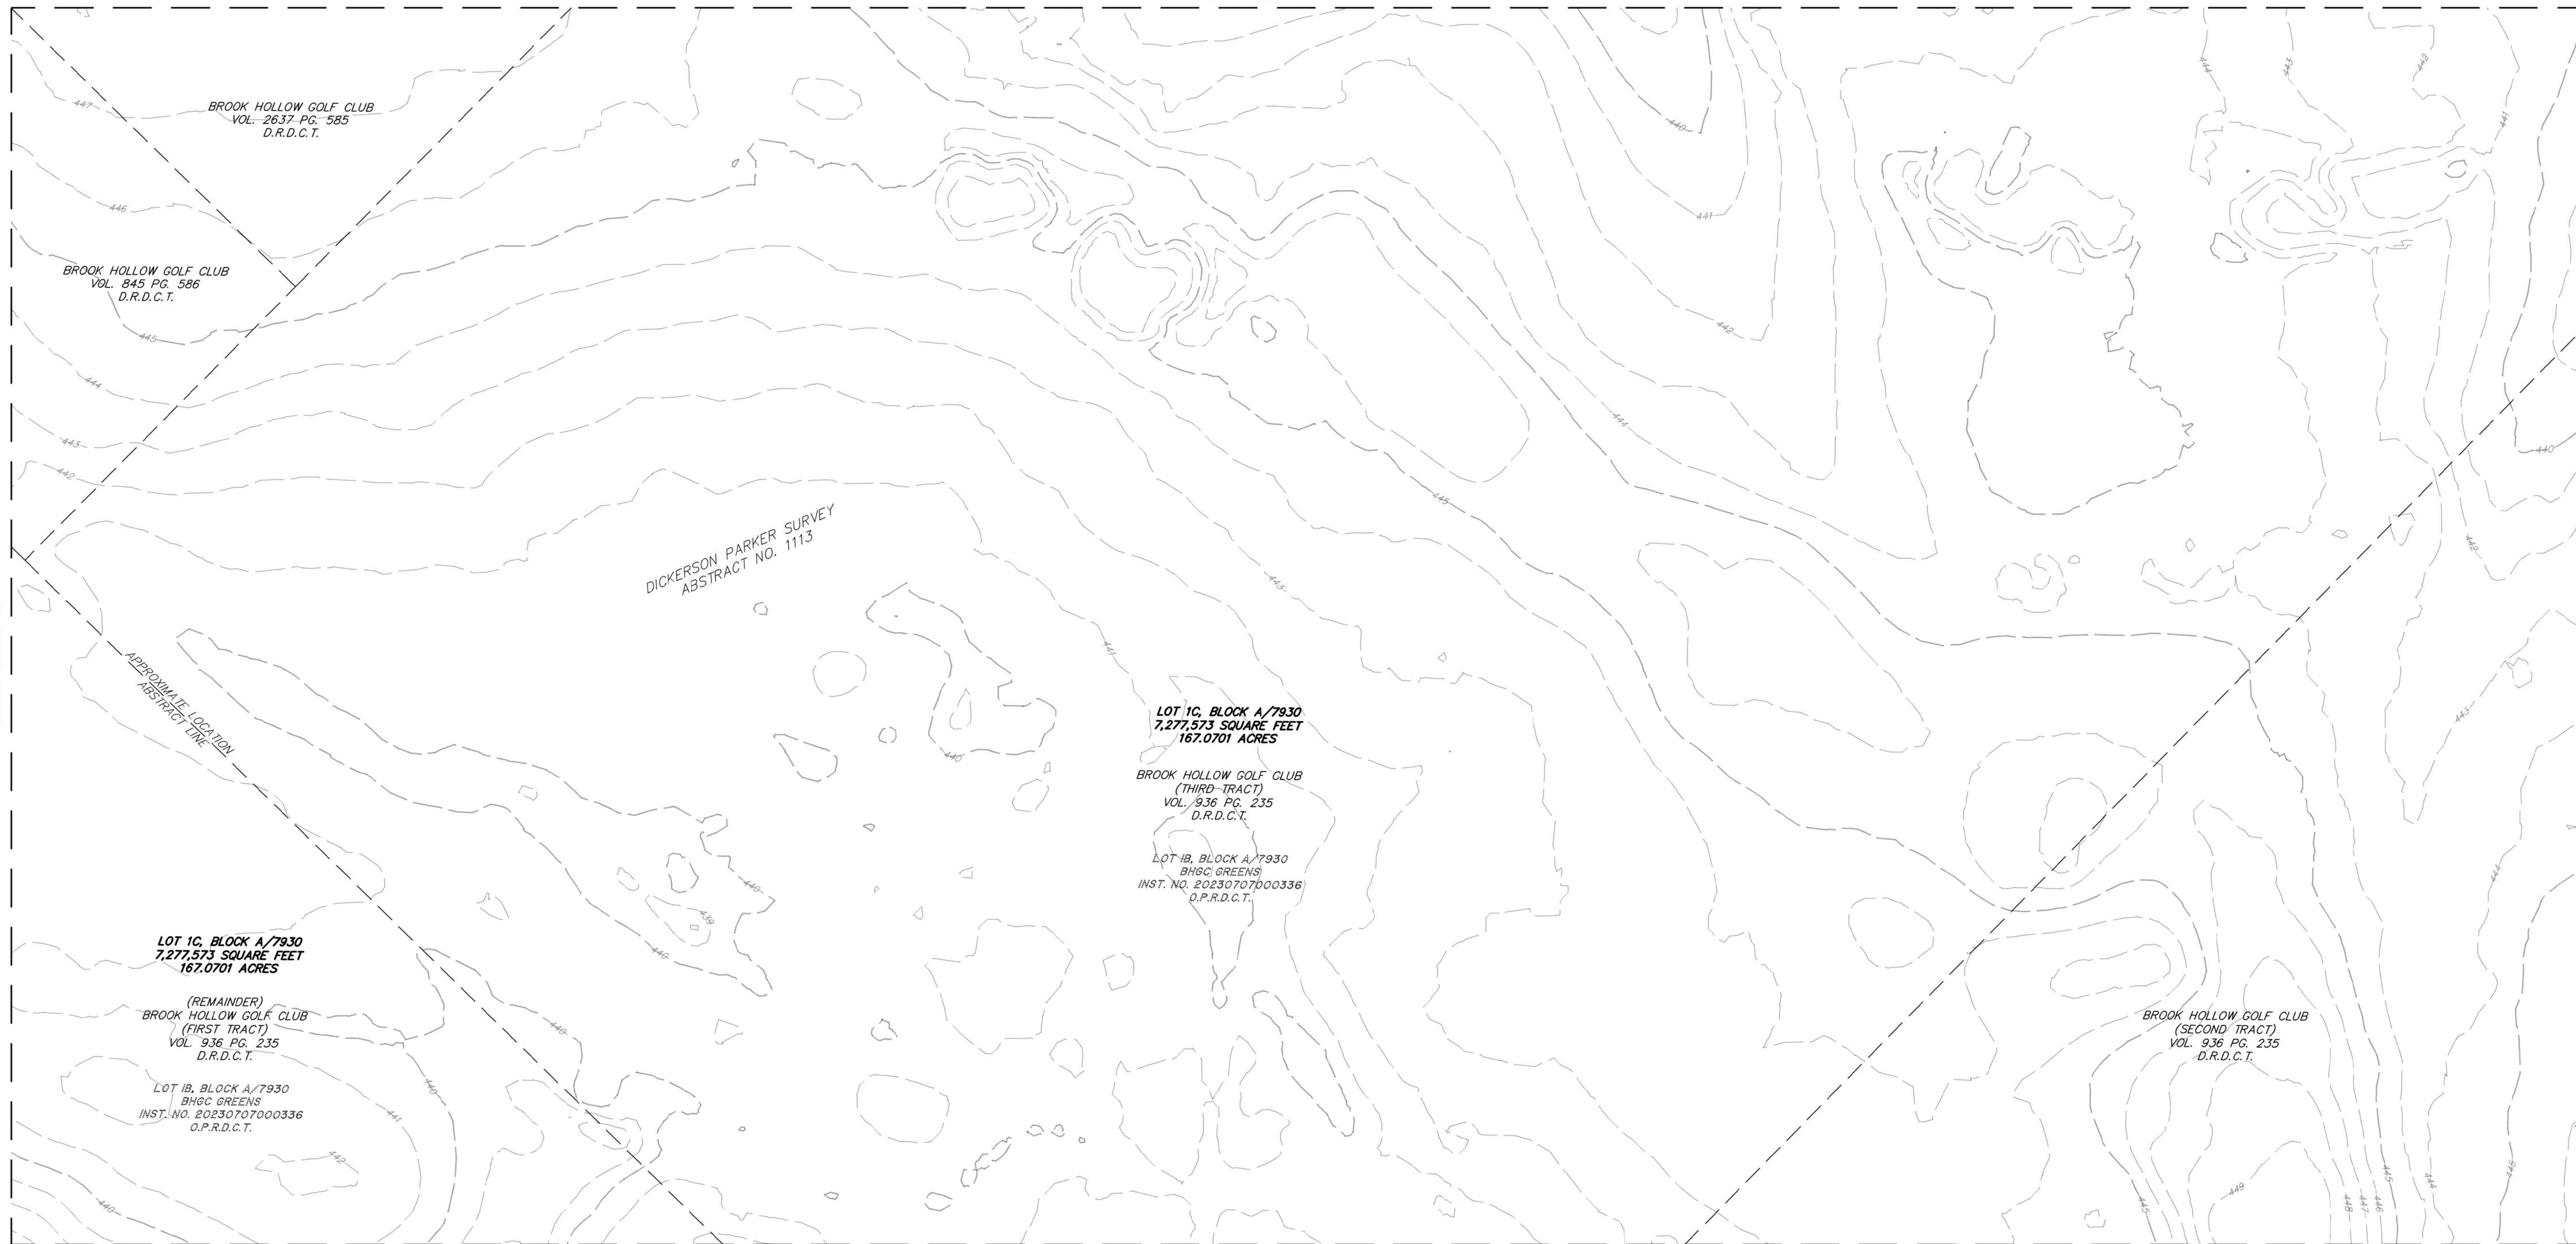 BROOK HOLLOW GOLF CLUB
VOL. 2637 PG. 585
D.R.D.C.T.
447
446
BROOK HOLLOW GOLF CLUB
VOL. 845 PG. 586
D.R.D.C.T.
445
444
443
442
440
441
442
444
445
444
443
442
441
440
442
443
444
DICKERSON PARKER SURVEY
ABSTRACT NO. 1113
443
441
440
APPROXIMATE LOCATION
ABSTRACT LINE
LOT 1C, BLOCK A/7930
7,277,573 SQUARE FEET
167.0701 ACRES
BROOK HOLLOW GOLF CLUB
(THIRD TRACT)
VOL. 936 PG. 235
D.R.D.C.T.
LOT 1B, BLOCK A/7930
BHGC GREENS
INST. NO. 20230707000336
O.P.R.D.C.T.
440
439
440
440
LOT 1C, BLOCK A/7930
7,277,573 SQUARE FEET
167.0701 ACRES
(REMAINDER)
BROOK HOLLOW GOLF CLUB
(FIRST TRACT)
VOL. 936 PG. 235
D.R.D.C.T.
LOT 1B, BLOCK A/7930
BHGC GREENS
INST. NO. 20230707000336
O.P.R.D.C.T.
440
441
442
440
BROOK HOLLOW GOLF CLUB
(SECOND TRACT)
VOL. 936 PG. 235
D.R.D.C.T.
445
449
448
447
446
445
444
445